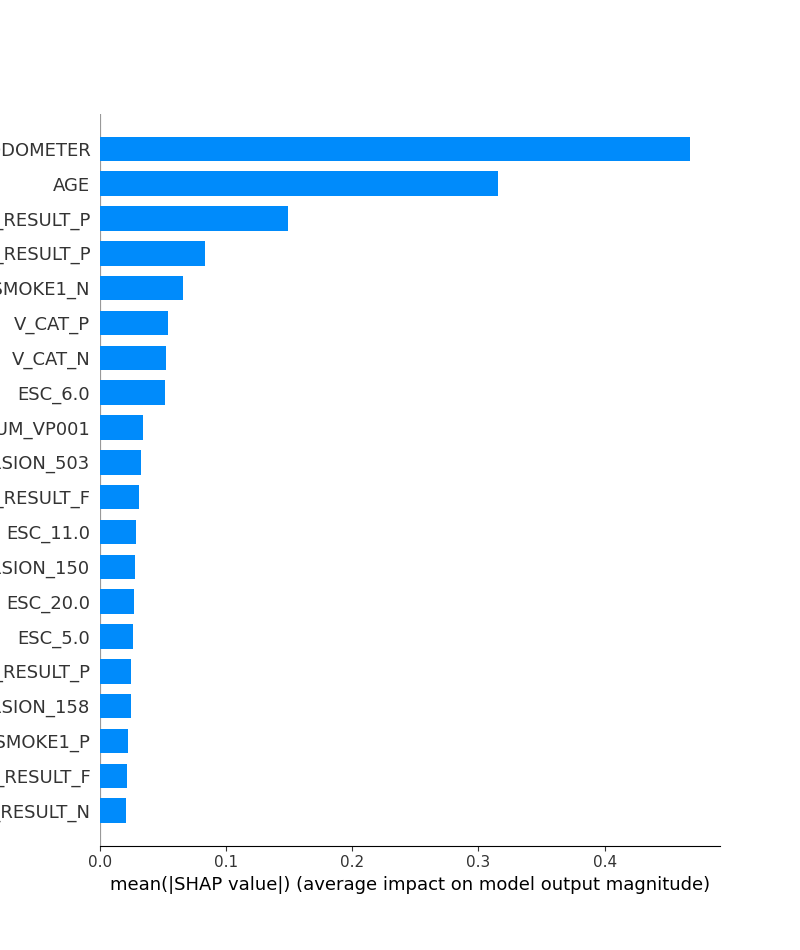 DOMETER
AGE
_RESULT_P
_RESULT_P
SMOKE1_N
V_CAT_P
V_CAT_N
ESC_6.0
UM_VP001
SION_503
_RESULT_F
ESC_11.0
SION_150
ESC_20.0
ESC_5.0
_RESULT_P
SION_158
SMOKE1_P
_RESULT_F
RESULT_N
0.0 0.1 0.2 0.3 0.4
mean(|SHAP value|) (average impact on model output magnitude)